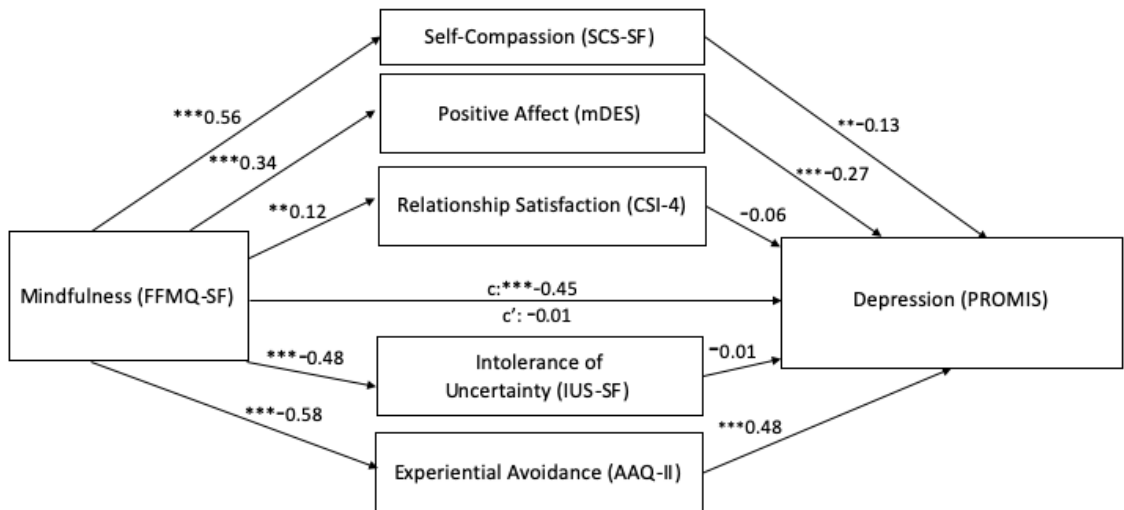 Self-Compassion (SCS-SF)
***0.56
**−0.13
Positive Affect (mDES)
***0.34
***−0.27
Relationship Satisfaction (CSI-4)
**0.12
−0.06
Mindfulness (FFMQ-SF)
c:***−0.45
c’: −0.01
Depression (PROMIS)
***−0.48
Intolerance of
Uncertainty (IUS-SF)
−0.01
***−0.58
***0.48
Experiential Avoidance (AAQ-II)